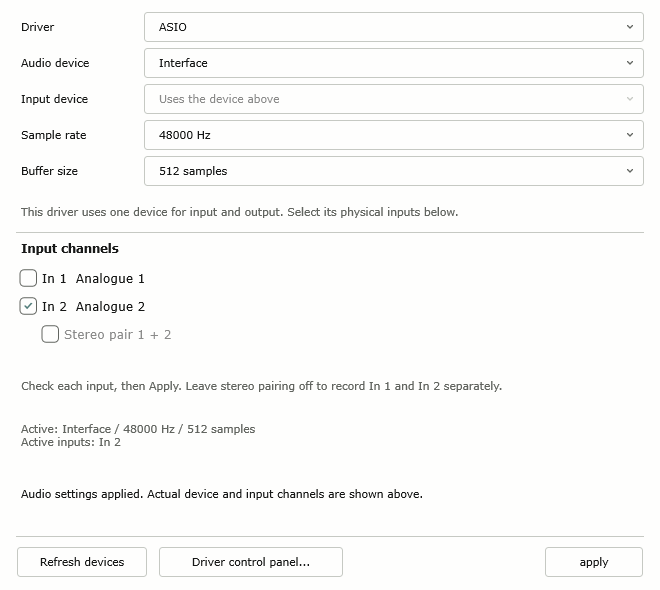 Driver
ASIO
Audio device
Interface
Input device
Uses the device above
Sample rate
48000 Hz
Buffer size
512 samples
This driver uses one device for input and output. Select its physical inputs below.
Input channels
In 1 Analogue 1
In 2 Analogue 2
Stereo pair 1 + 2
Check each input, then Apply. Leave stereo pairing off to record In 1 and In 2 separately.
Active: Interface / 48000 Hz / 512 samples
Active inputs: In 2
Audio settings applied. Actual device and input channels are shown above.
Refresh devices
Driver control panel...
apply